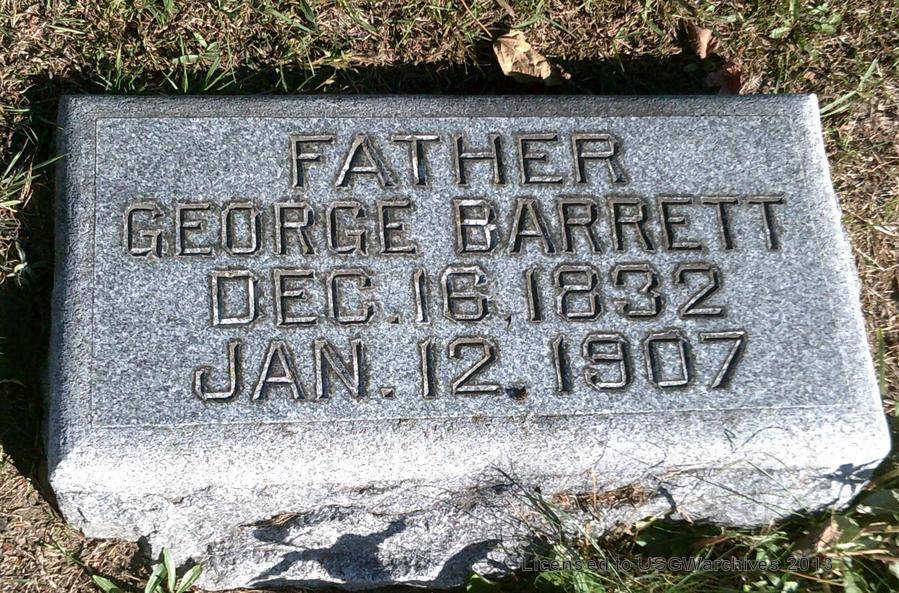 FATHER
GEORGE BARRETT
DEC. 16, 1832
JAN. 12, 1907
Licensed to USGWarchives 2013